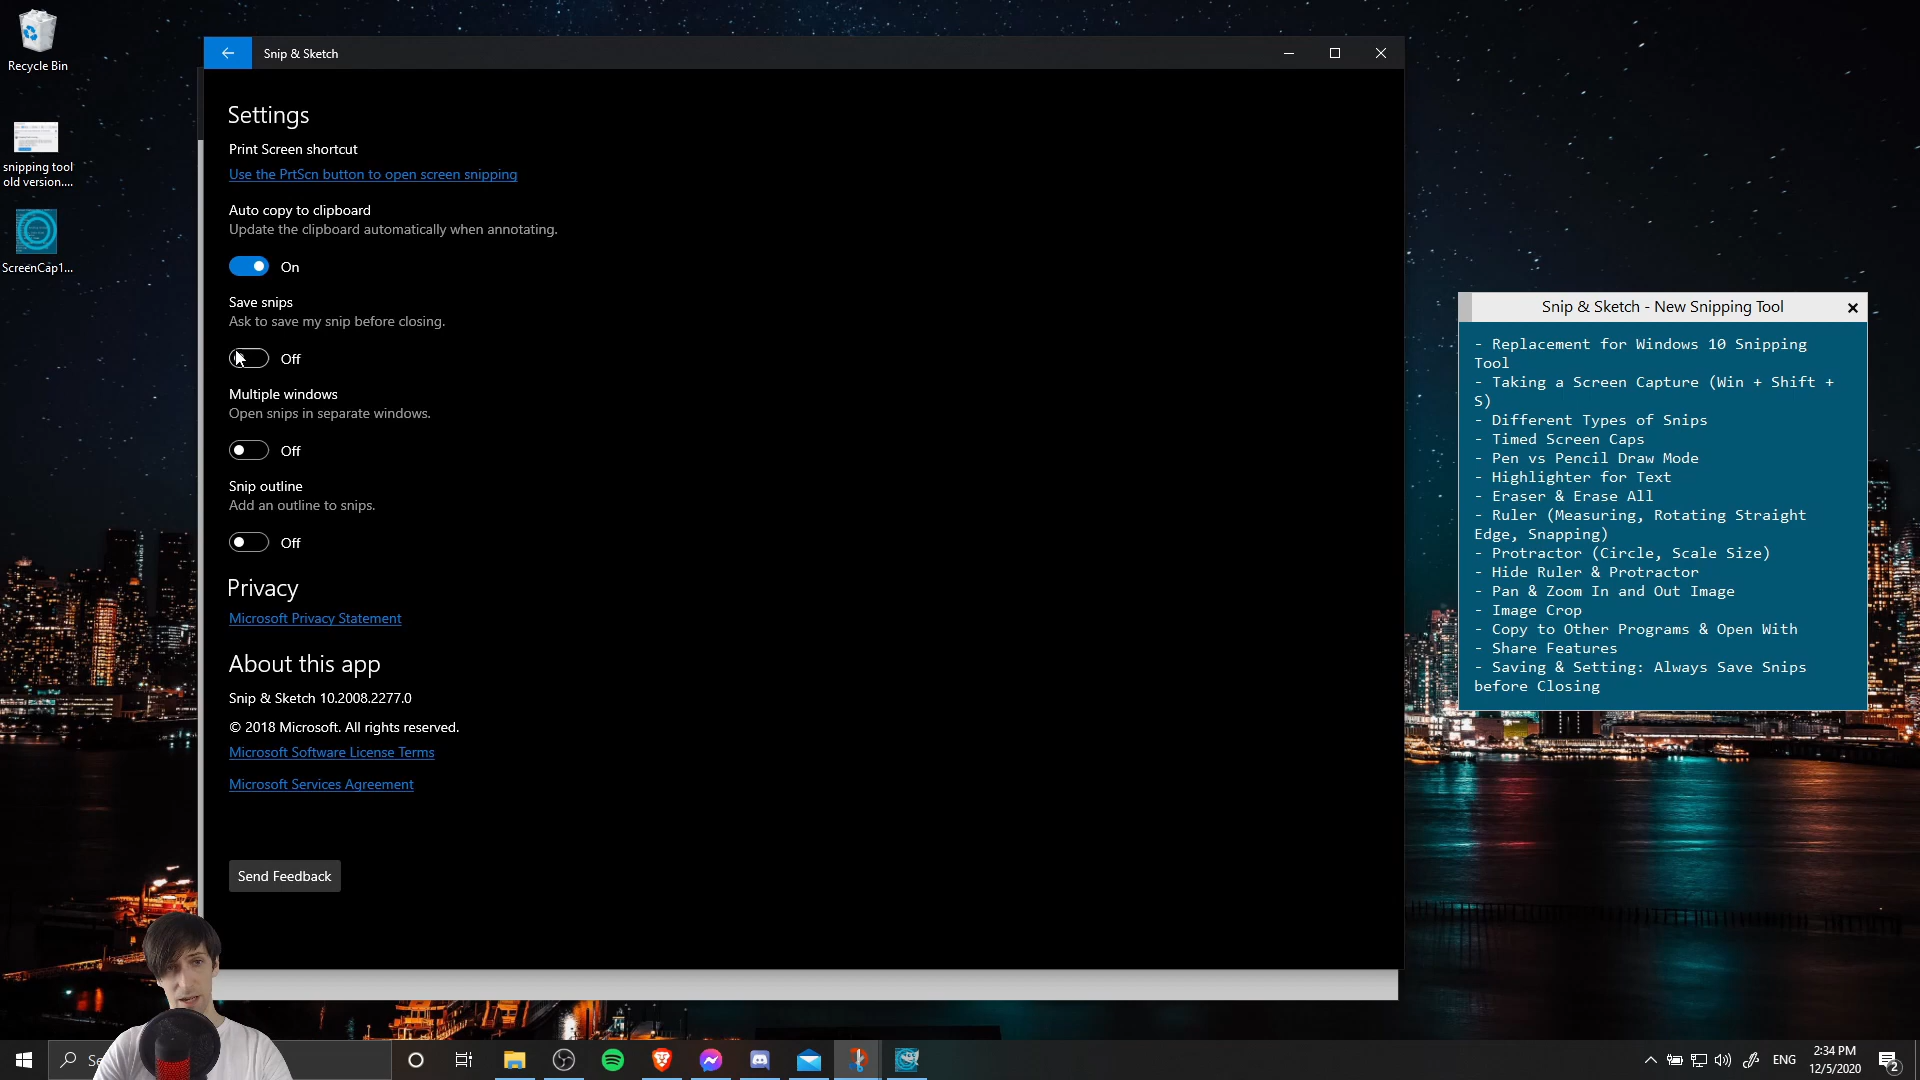 Recycle Bin
snipping tool
old version....
ScreenCap1...
Snip & Sketch
Settings
Print Screen shortcut
Use the PrtScn button to open screen snipping
Auto copy to clipboard
Update the clipboard automatically when annotating.
On
Save snips
Ask to save my snip before closing.
Off
Multiple windows
Open snips in separate windows.
Off
Snip outline
Add an outline to snips.
Off
Privacy
Microsoft Privacy Statement
About this app
Snip & Sketch 10.2008.2277.0
© 2018 Microsoft. All rights reserved.
Microsoft Software License Terms
Microsoft Services Agreement
Send Feedback
Snip & Sketch - New Snipping Tool
- Replacement for Windows 10 Snipping
Tool
- Taking a Screen Capture (Win + Shift +
S)
- Different Types of Snips
- Timed Screen Caps
- Pen vs Pencil Draw Mode
- Highlighter for Text
- Eraser & Erase All
- Ruler (Measuring, Rotating Straight
Edge, Snapping)
- Protractor (Circle, Scale Size)
- Hide Ruler & Protractor
- Pan & Zoom In and Out Image
- Image Crop
- Copy to Other Programs & Open With
- Share Features
- Saving & Setting: Always Save Snips
before Closing
ENG
2:34 PM
12/5/2020
2